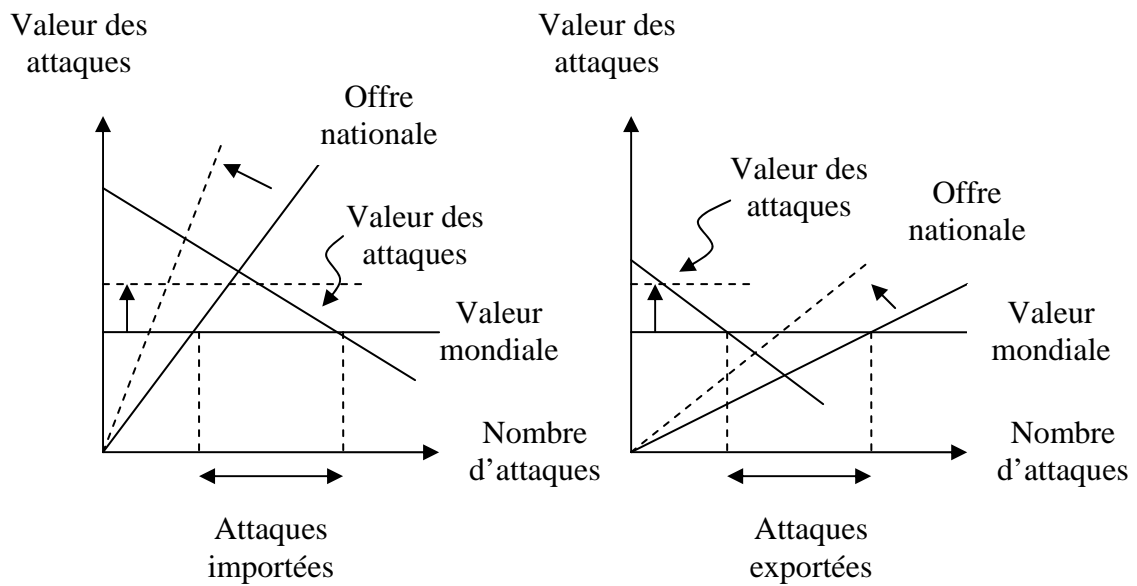 Valeur des
attaques
Offre
nationale
Valeur des
attaques
Valeur
mondiale
Nombre
d’attaques
Attaques
importées
Valeur des
attaques
Valeur des
attaques
Offre
nationale
Valeur
mondiale
Nombre
d’attaques
Attaques
exportées